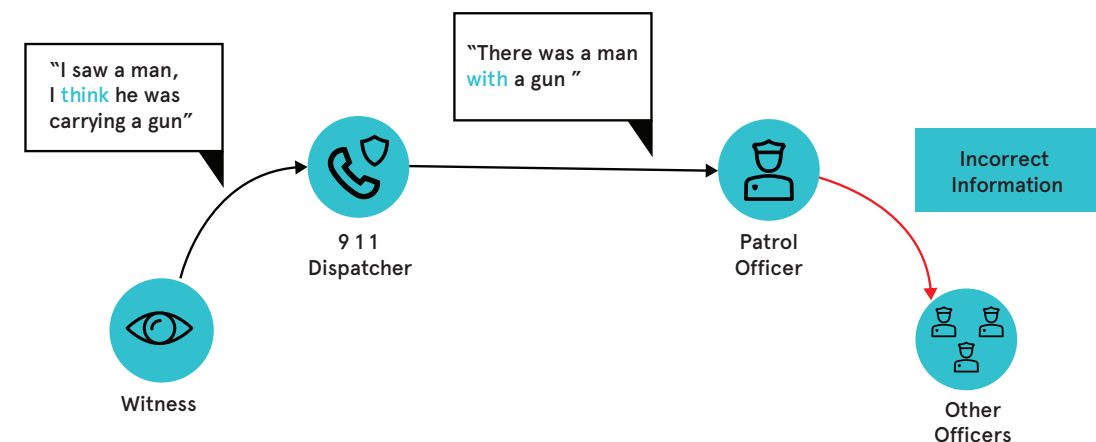 “I saw a man,
I think he was
carrying a gun”
“There was a man
with a gun ”
Incorrect
Information
9 1 1
Dispatcher
Patrol
Officer
Witness
Other
Officers